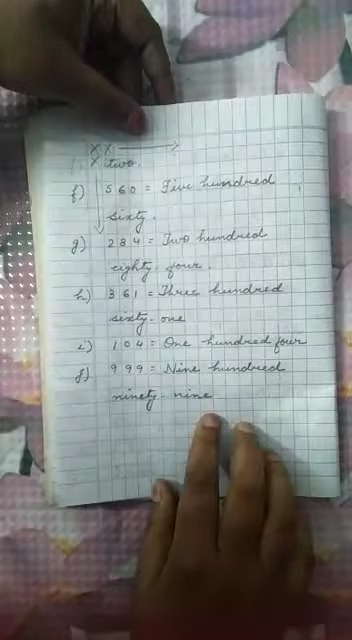 XX
X two.
f) 560 = Five hundred
sixty.
g) 284 = Two hundred
eighty-four.
h) 361 = Three hundred
sixty-one
i) 104 = One hundred four
j) 999 = Nine hundred
ninety-nine